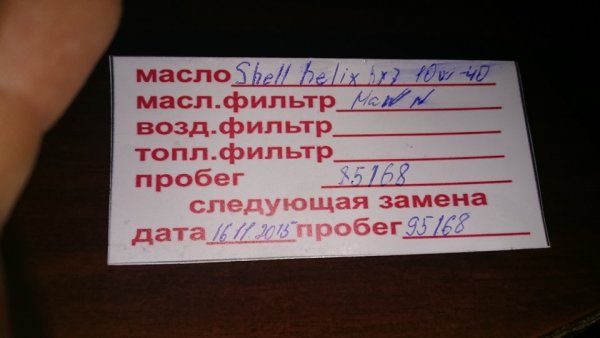 масло Shell helix hx7 10w-40
масл.фильтр Mann
возд.фильтр
топл.фильтр
пробег 85168
следующая замена
дата 16.11.2015 пробег 95168